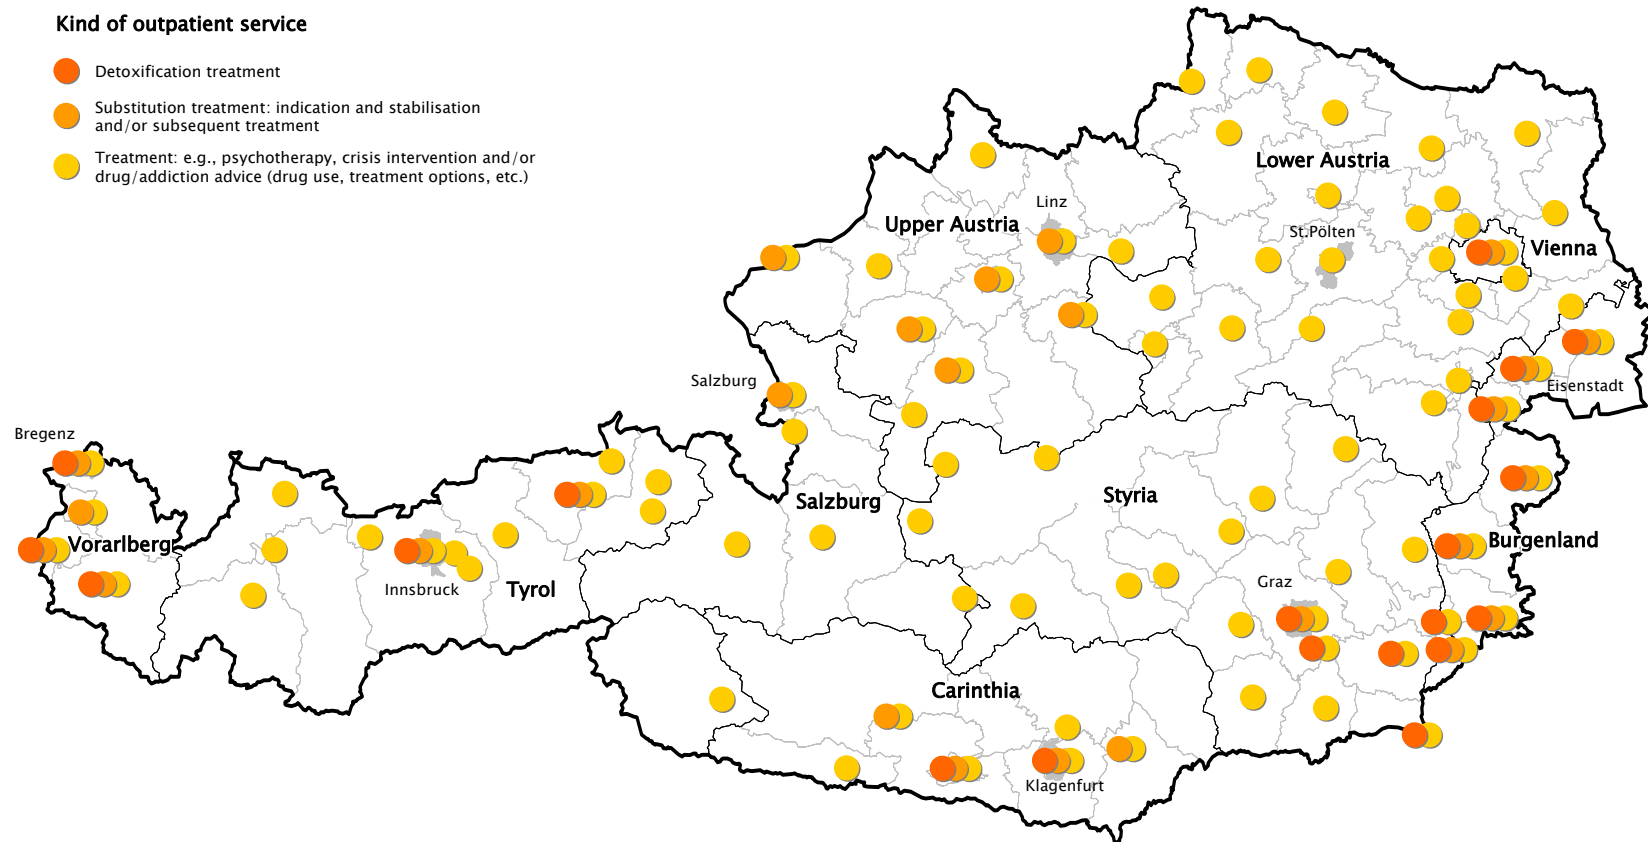 Kind of outpatient service
Detoxification treatment
Substitution treatment: indication and stabilisation
and/or subsequent treatment
Treatment: e.g., psychotherapy, crisis intervention and/or
drug/addiction advice (drug use, treatment options, etc.)
Lower Austria
Linz
Upper Austria
St.Pölten
Vienna
Salzburg
Eisenstadt
Bregenz
Salzburg
Styria
Vorarlberg
Burgenland
Innsbruck
Tyrol
Graz
Carinthia
Klagenfurt